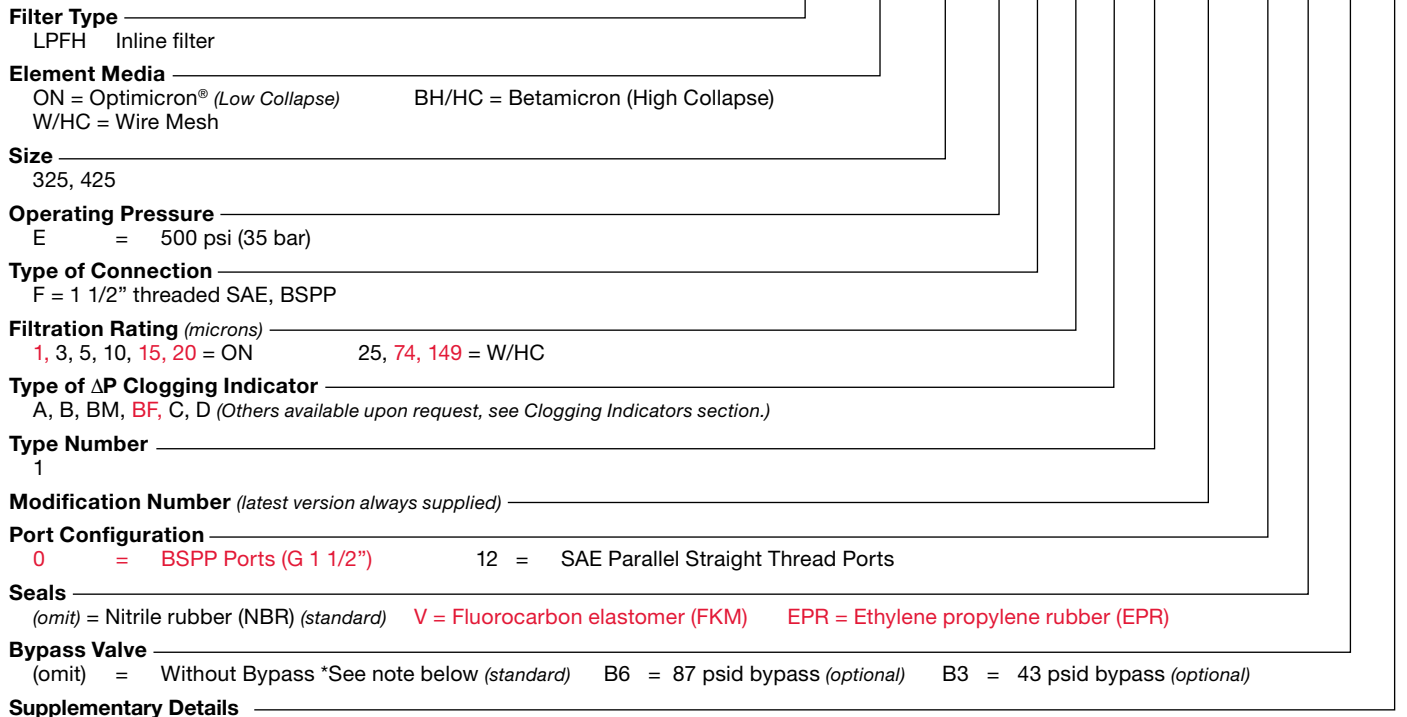 Filter Type
LPFH Inline filter
Element Media
ON = Optimicron® (Low Collapse) BH/HC = Betamicron (High Collapse)
W/HC = Wire Mesh
Size
325, 425
Operating Pressure
E = 500 psi (35 bar)
Type of Connection
F = 1 1/2” threaded SAE, BSPP
Filtration Rating (microns)
1, 3, 5, 10, 15, 20 = ON 25, 74, 149 = W/HC
Type of ∆P Clogging Indicator
A, B, BM, BF, C, D (Others available upon request, see Clogging Indicators section.)
Type Number
1
Modification Number (latest version always supplied)
Port Configuration
0 = BSPP Ports (G 1 1/2”) 12 = SAE Parallel Straight Thread Ports
Seals
(omit) = Nitrile rubber (NBR) (standard) V = Fluorocarbon elastomer (FKM) EPR = Ethylene propylene rubber (EPR)
Bypass Valve
(omit) = Without Bypass *See note below (standard) B6 = 87 psid bypass (optional) B3 = 43 psid bypass (optional)
Supplementary Details